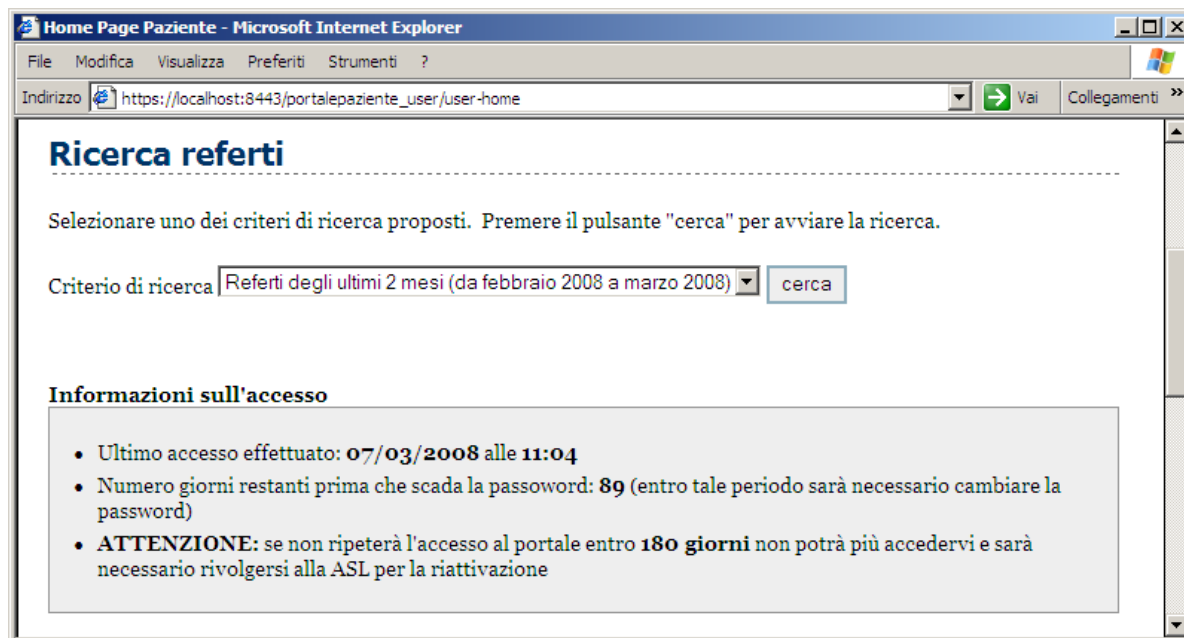 Home Page Paziente - Microsoft Internet Explorer
File Modifica Visualizza Preferiti Strumenti ?
Indirizzo https://localhost:8443/portalepaziente_user/user-home Vai Collegamenti »
Ricerca referti
Selezionare uno dei criteri di ricerca proposti. Premere il pulsante "cerca" per avviare la ricerca.
Criterio di ricerca Referti degli ultimi 2 mesi (da febbraio 2008 a marzo 2008) cerca
Informazioni sull'accesso
• Ultimo accesso effettuato: 07/03/2008 alle 11:04
• Numero giorni restanti prima che scada la passoword: 89 (entro tale periodo sarà necessario cambiare la
password)
• ATTENZIONE: se non ripeterà l'accesso al portale entro 180 giorni non potrà più accedervi e sarà
necessario rivolgersi alla ASL per la riattivazione